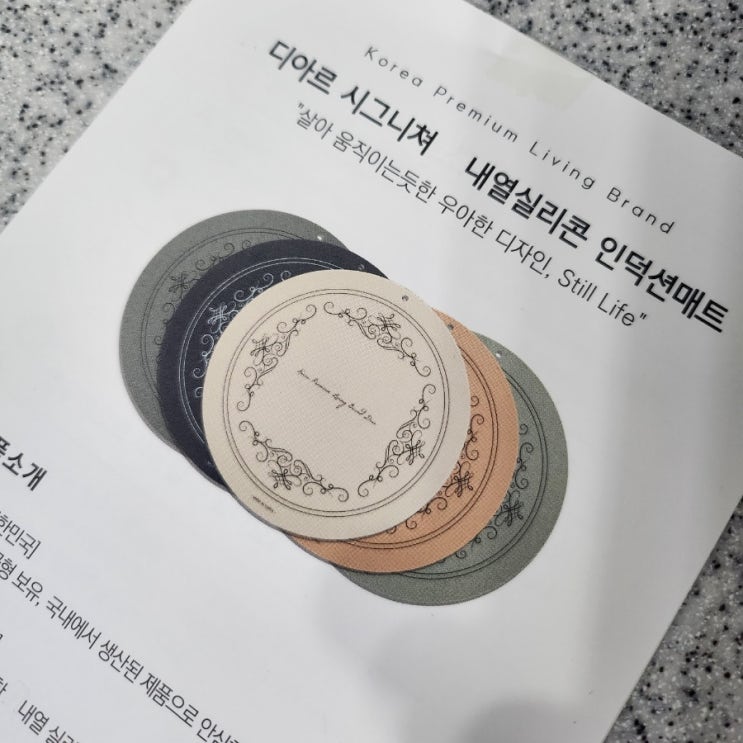 Korea Premium Living Brand
디아르 시그니쳐 내열실리콘 인덕션매트
"살아 움직이는듯한 우아한 디자인, Still Life"
품소개
한민국]
형 보유, 국내에서 생산된 제품으로 안심
내열 실리